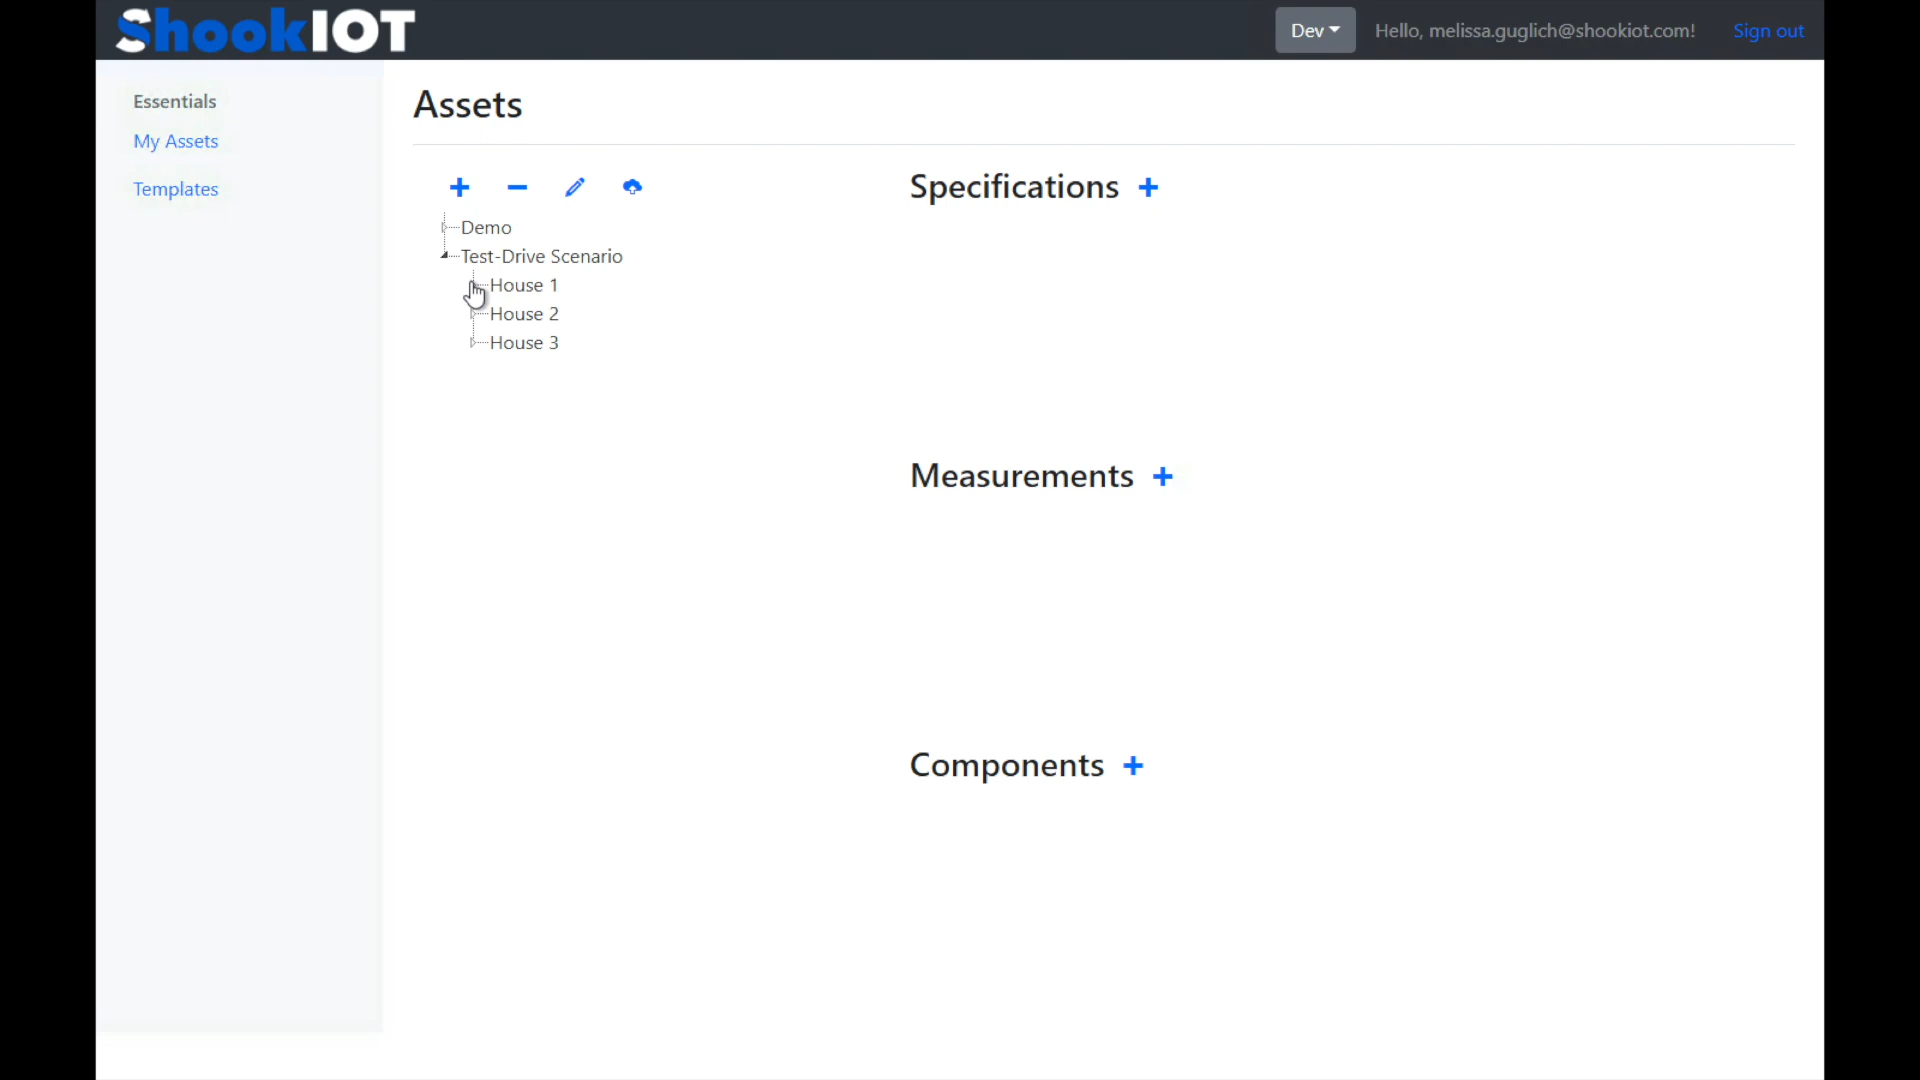 ShookIOT
Dev
Hello, melissa.guglich@shookiot.com!
Sign out
Essentials
My Assets
Templates
Assets
Demo
Test-Drive Scenario
House 1
House 2
House 3
Specifications +
Measurements +
Components +